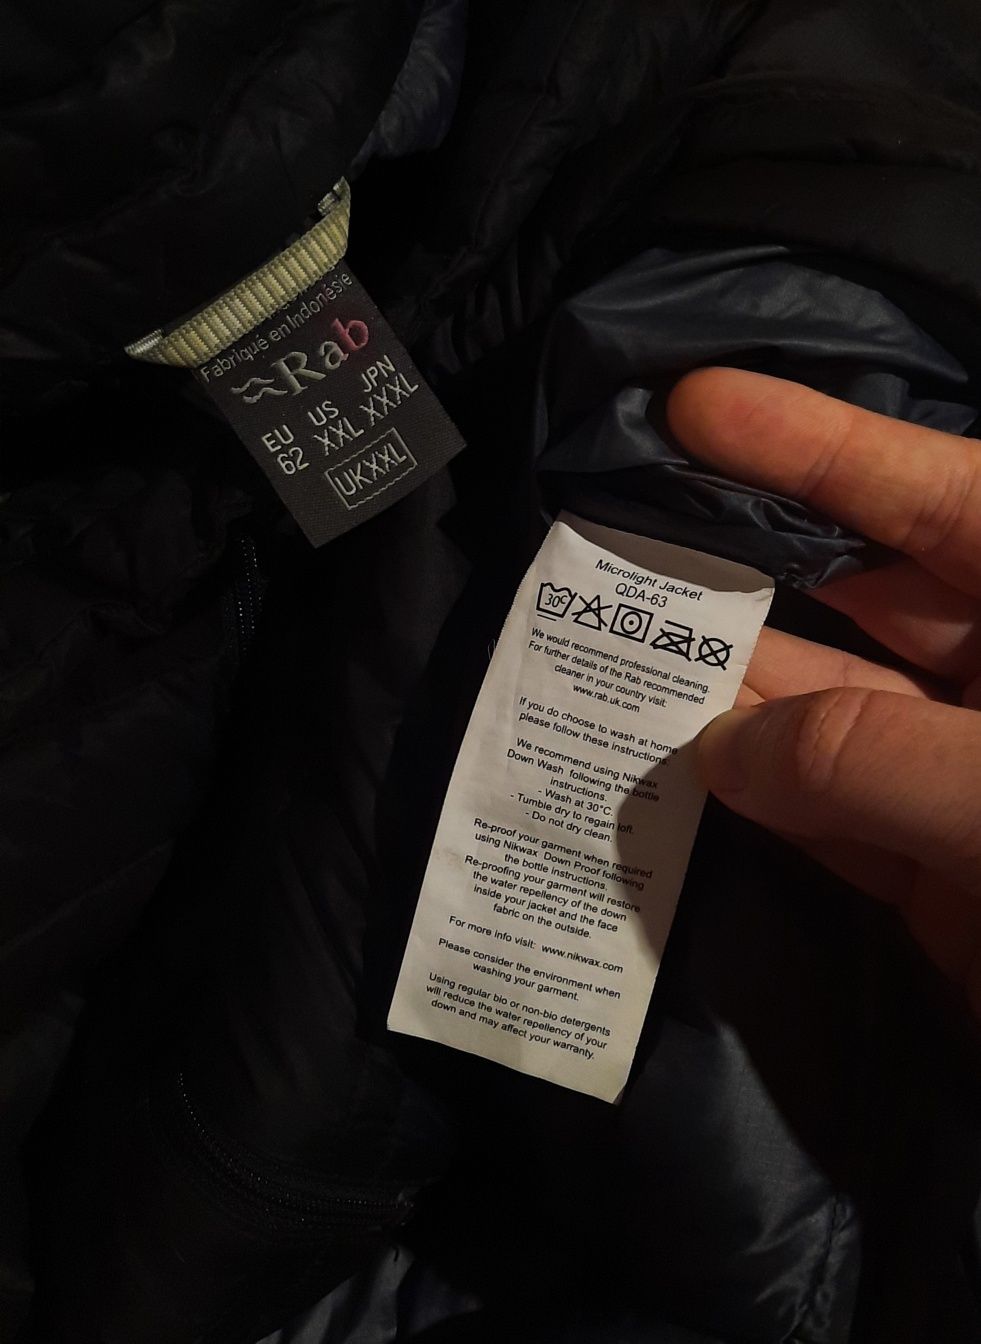 Fabriqué en Indonésie
Rab
EU US JPN
62 XXL XXXL
UKXXL
Microlight Jacket
QDA-63
30c
We would recommend professional cleaning.
For further details of the Rab recommended
cleaner in your country visit:
www.rab.uk.com
If you do choose to wash at home
please follow these instructions.
We recommend using Nikwax
Down Wash following the bottle
instructions.
- Wash at 30°C.
- Tumble dry to regain loft.
- Do not dry clean.
Re-proof your garment when required
using Nikwax Down Proof following
the bottle instructions.
Re-proofing your garment will restore
the water repellency of the down
inside your jacket and the face
fabric on the outside.
For more info visit: www.nikwax.com
Please consider the environment when
washing your garment.
Using regular bio or non-bio detergents
will reduce the water repellency of your
down and may affect your warranty.